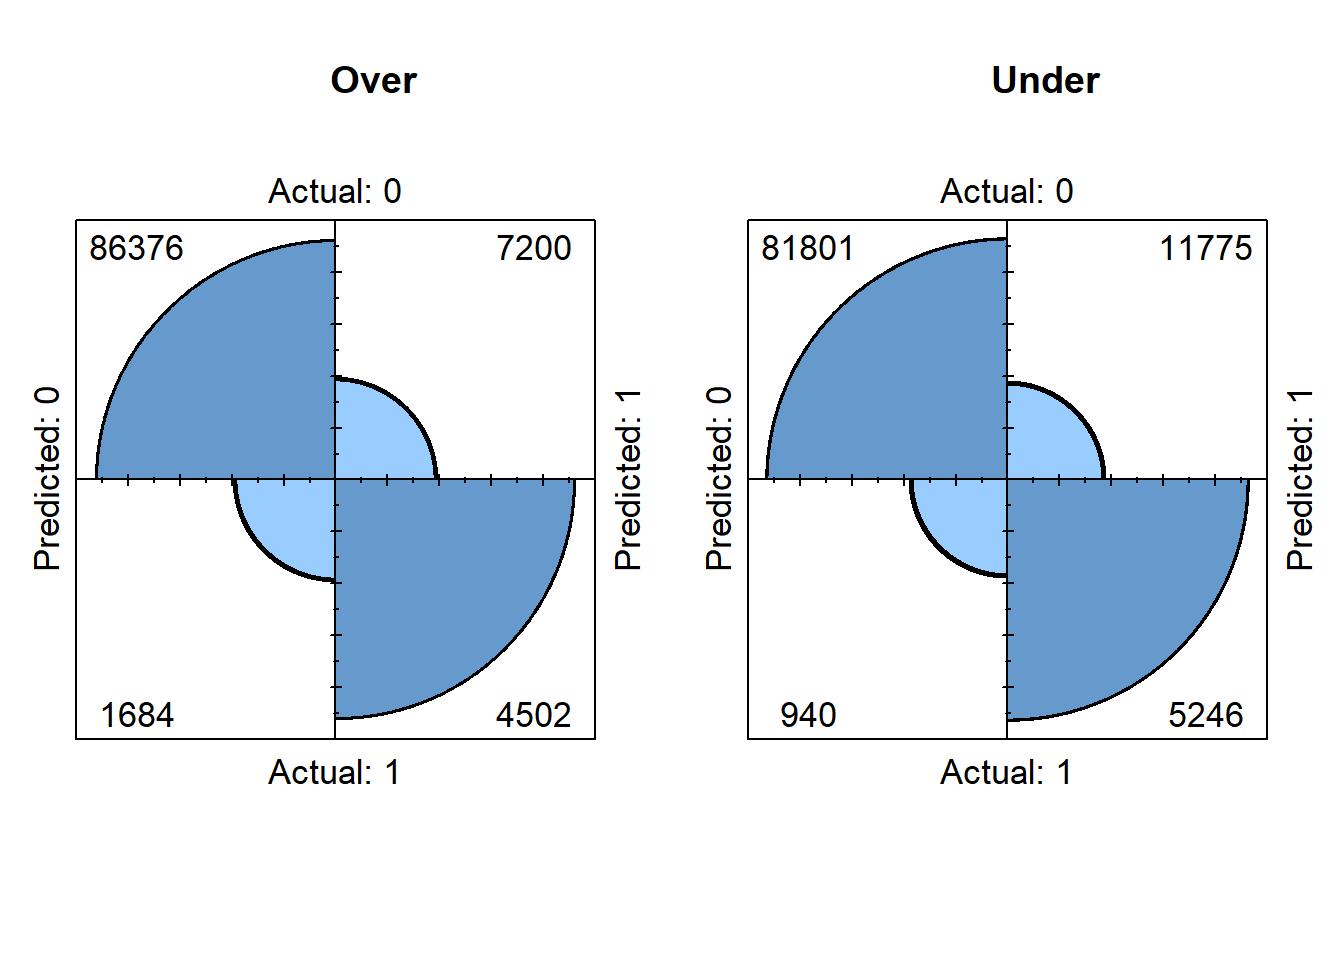 Over
Actual: 0
86376
7200
Predicted: 0
Predicted: 1
1684
4502
Actual: 1
Under
Actual: 0
81801
11775
Predicted: 0
Predicted: 1
940
5246
Actual: 1